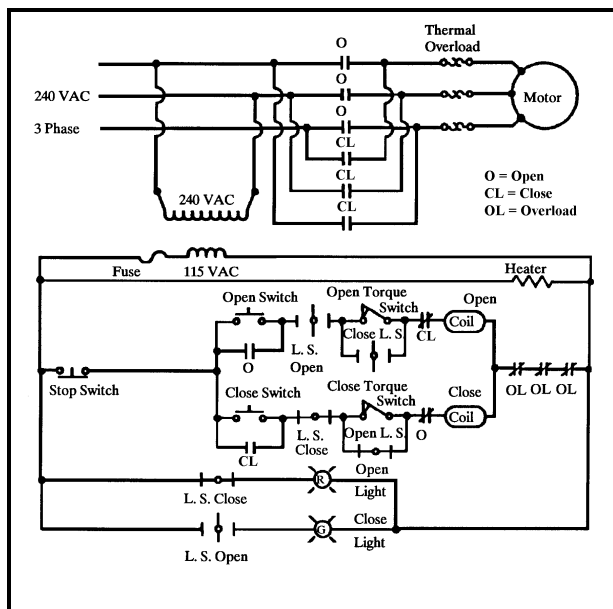 O
Thermal
Overload
O
240 VAC
Motor
O
3 Phase
CL
O = Open
CL
CL = Close
240 VAC
CL
OL = Overload
Fuse
115 VAC
Heater
Open Switch
Open Torque
Switch
Open
Coil
Close L. S.
CL
O
L. S.
Open
Stop Switch
Close Switch
Close Torque
Switch
Close
OL OL OL
Coil
Open L. S.
O
CL
L. S.
Close
R
Open
Light
L. S. Close
G
Close
Light
L. S. Open